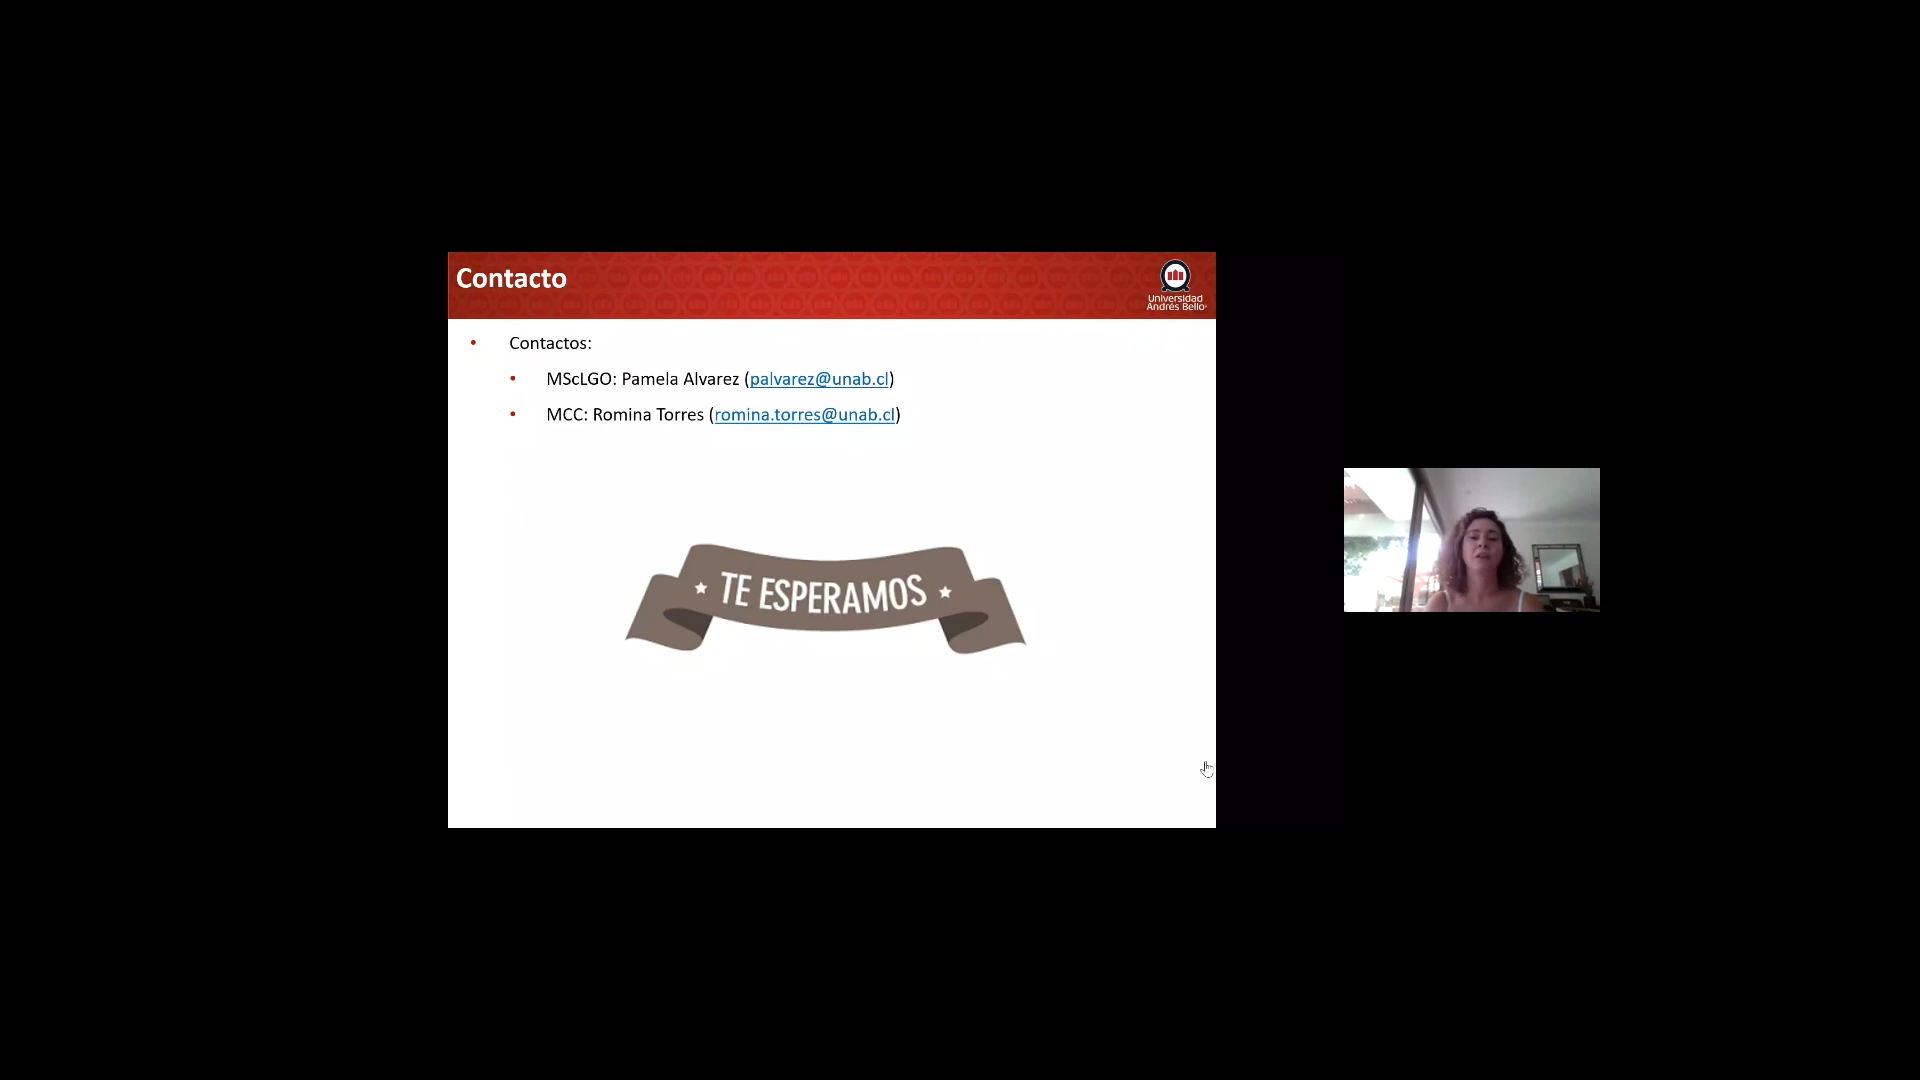 Contacto
Universidad
Andrés Bello
Contactos:
MScLGO: Pamela Alvarez (palvarez@unab.cl)
MCC: Romina Torres (romina.torres@unab.cl)
TE ESPERAMOS